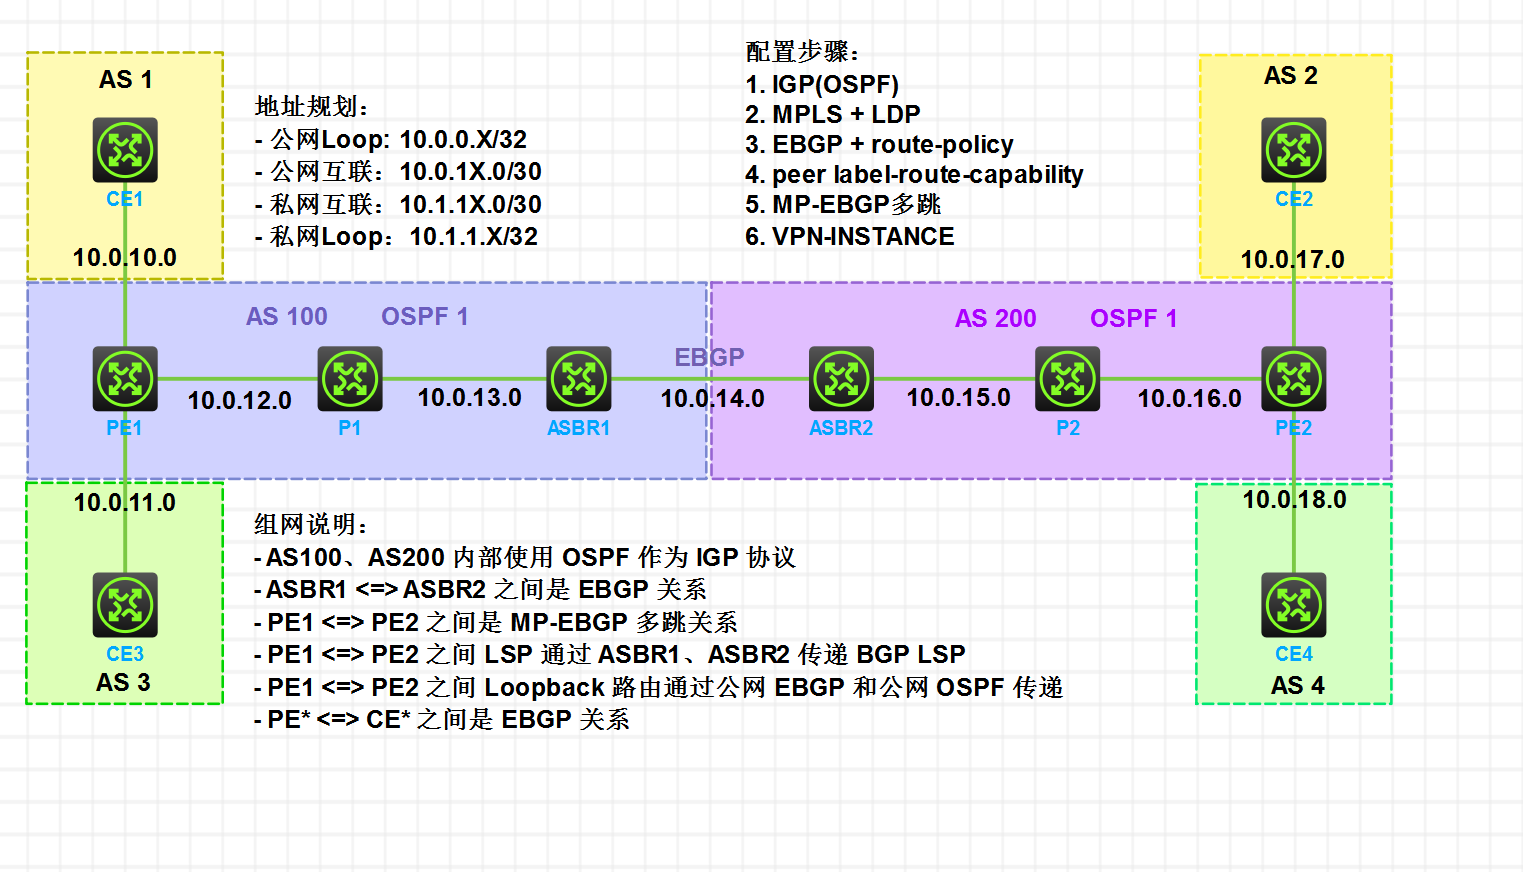 AS 1
CE1
10.0.10.0
地址规划：
- 公网Loop: 10.0.0.X/32
- 公网互联：10.0.1X.0/30
- 私网互联：10.1.1X.0/30
- 私网Loop：10.1.1.X/32
配置步骤：
1. IGP(OSPF)
2. MPLS + LDP
3. EBGP + route-policy
4. peer label-route-capability
5. MP-EBGP多跳
6. VPN-INSTANCE
AS 2
CE2
10.0.17.0
AS 100 OSPF 1
AS 200 OSPF 1
EBGP
10.0.12.0
10.0.13.0
10.0.14.0
10.0.15.0
10.0.16.0
PE1
P1
ASBR1
ASBR2
P2
PE2
10.0.11.0
CE3
AS 3
组网说明：
- AS100、AS200 内部使用 OSPF 作为 IGP 协议
- ASBR1 <=> ASBR2 之间是 EBGP 关系
- PE1 <=> PE2 之间是 MP-EBGP 多跳关系
- PE1 <=> PE2 之间 LSP 通过 ASBR1、ASBR2 传递 BGP LSP
- PE1 <=> PE2 之间 Loopback 路由通过公网 EBGP 和公网 OSPF 传递
- PE* <=> CE* 之间是 EBGP 关系
10.0.18.0
CE4
AS 4